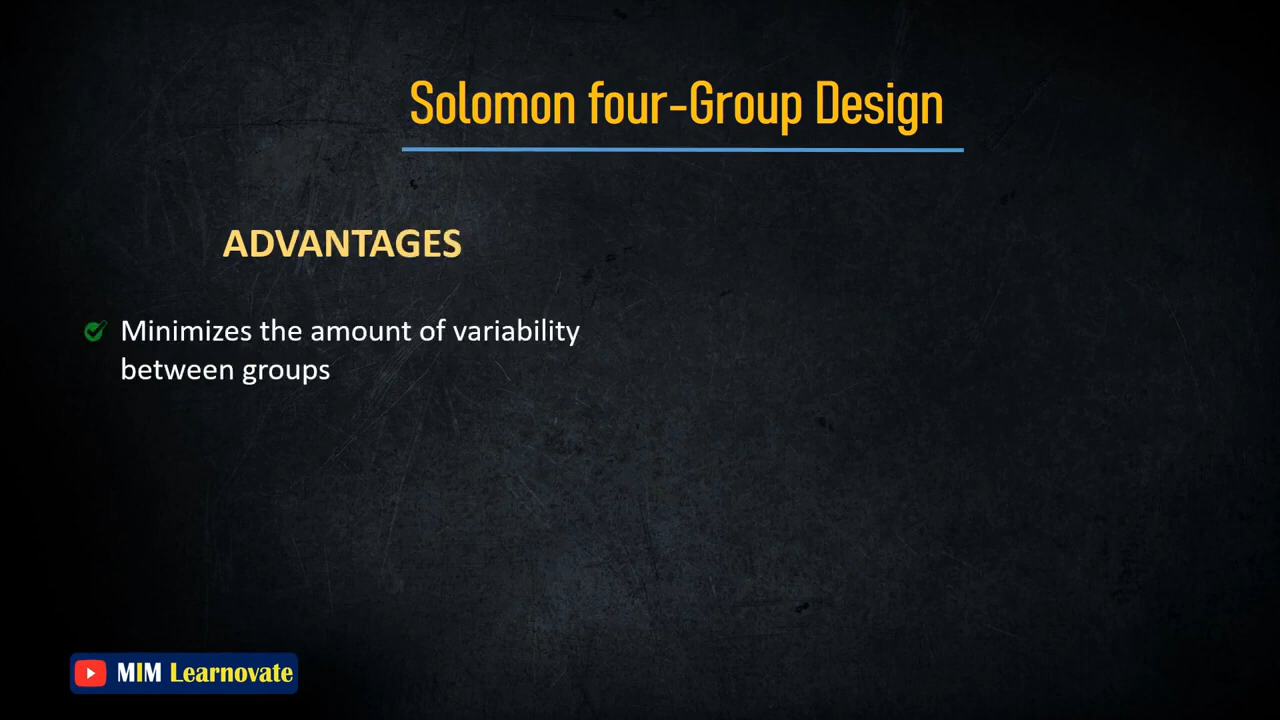 Solomon four-Group Design
ADVANTAGES
Minimizes the amount of variability
between groups
MIM Learnovate